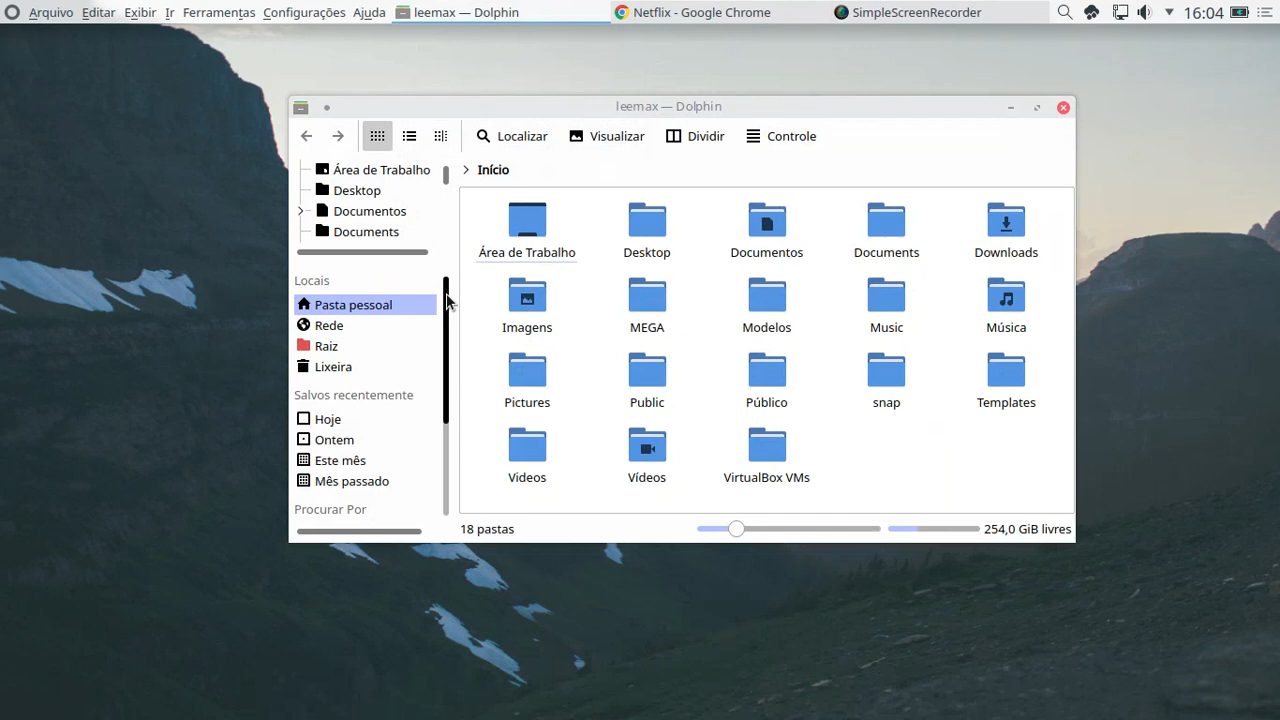 Arquivo Editar Exibir Ir Ferramentas Configurações Ajuda leemax — Dolphin Netflix - Google Chrome SimpleScreenRecorder 16:04
leemax — Dolphin
Localizar Visualizar Dividir Controle
Área de Trabalho
Desktop
Documentos
Documents
Locais
Pasta pessoal
Rede
Raiz
Lixeira
Salvos recentemente
Hoje
Ontem
Este mês
Mês passado
Procurar Por
Início
Área de Trabalho Desktop Documentos Documents Downloads
Imagens MEGA Modelos Music Música
Pictures Public Público snap Templates
Videos Vídeos VirtualBox VMs
18 pastas 254,0 GiB livres